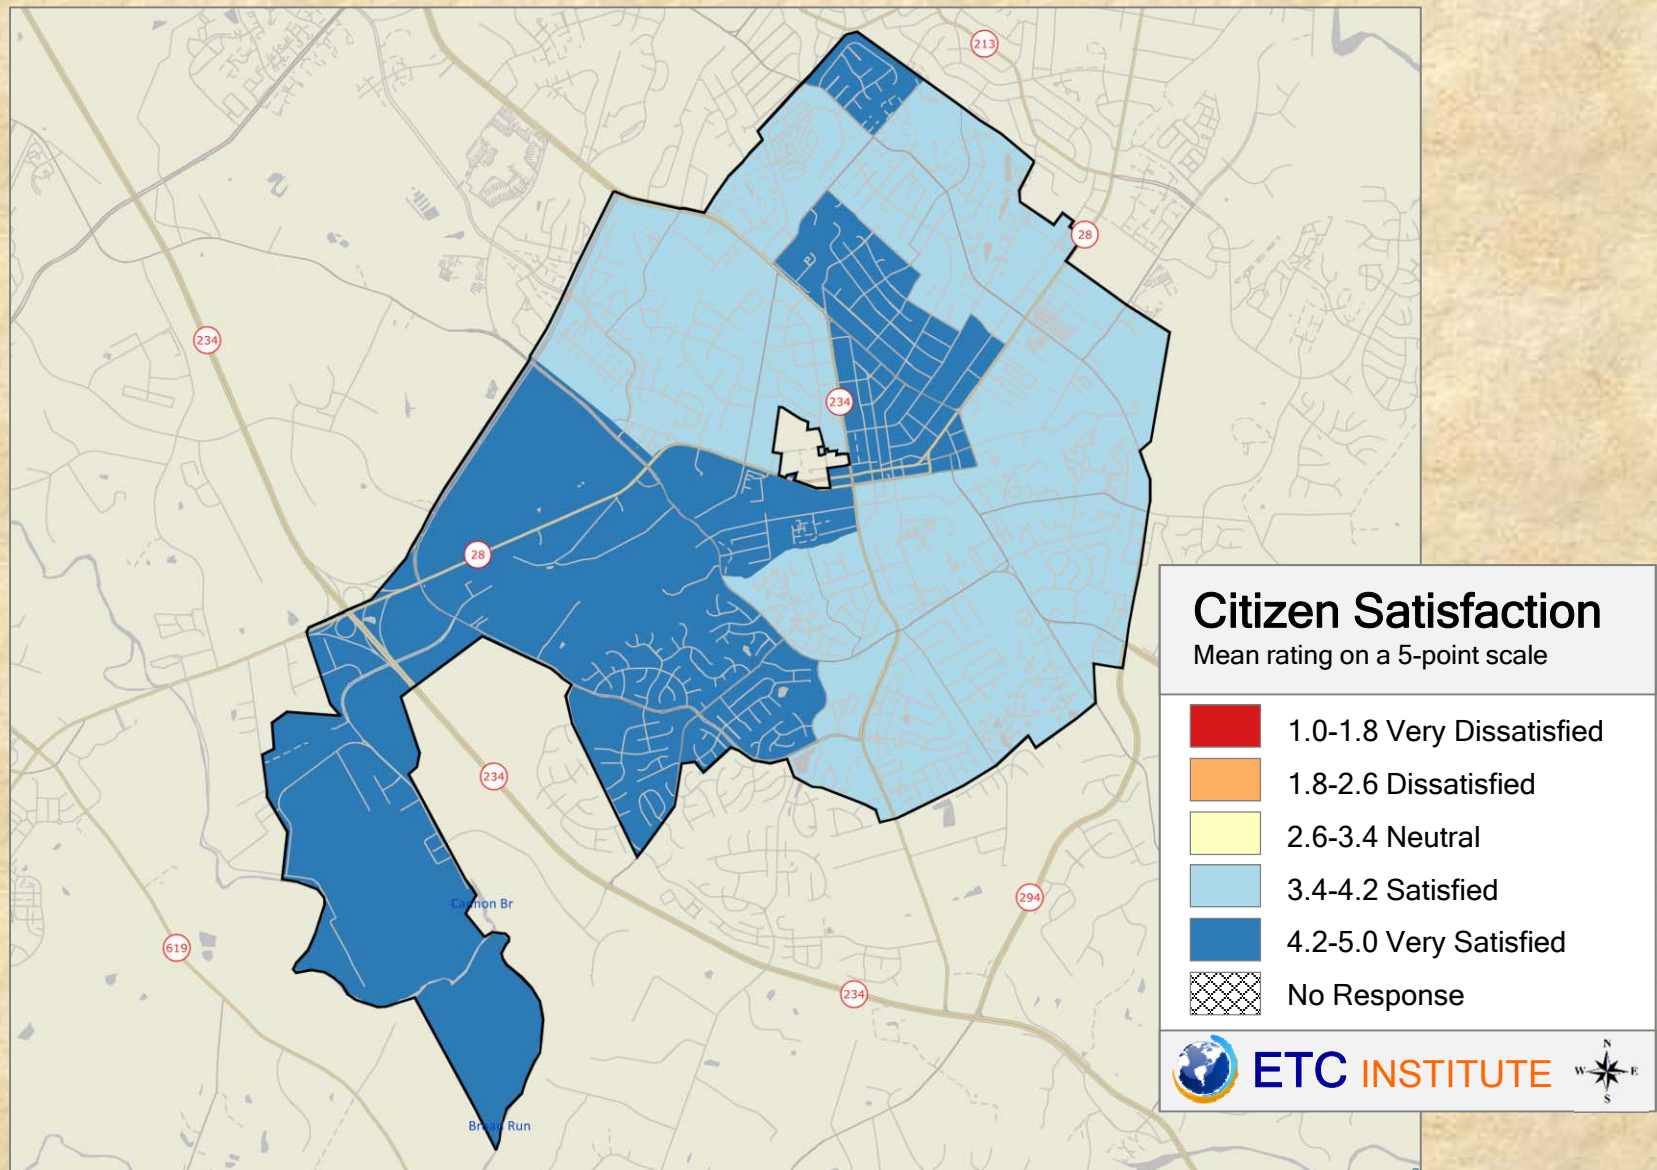 213
28
234
234
28
234
Cannon Br
294
619
234
Broad Run
Citizen Satisfaction
Mean rating on a 5-point scale
1.0-1.8 Very Dissatisfied
1.8-2.6 Dissatisfied
2.6-3.4 Neutral
3.4-4.2 Satisfied
4.2-5.0 Very Satisfied
No Response
ETC INSTITUTE
N
W E
S